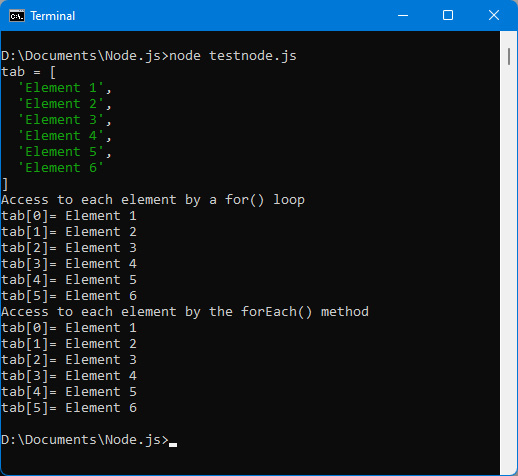 Terminal
D:\Documents\Node.js>node testnode.js
tab = [
  'Element 1',
  'Element 2',
  'Element 3',
  'Element 4',
  'Element 5',
  'Element 6'
]
Access to each element by a for() loop
tab[0]= Element 1
tab[1]= Element 2
tab[2]= Element 3
tab[3]= Element 4
tab[4]= Element 5
tab[5]= Element 6
Access to each element by the forEach() method
tab[0]= Element 1
tab[1]= Element 2
tab[2]= Element 3
tab[3]= Element 4
tab[4]= Element 5
tab[5]= Element 6
D:\Documents\Node.js>